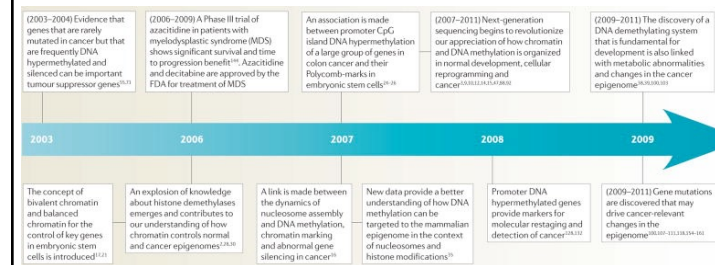 (2003–2004) Evidence that
genes that are rarely
mutated in cancer but that
are frequently DNA
hypermethylated and
silenced can be important
tumour suppressor genes
(2006–2009) A Phase III trial of
azacitidine in patients with
myelodysplastic syndrome (MDS)
shows significant survival and time
to progression benefit. Azacitidine
and decitabine are approved by the
FDA for treatment of MDS
An association is made
between promoter CpG
island DNA hypermethylation
of a large group of genes in
colon cancer and their
Polycomb-marks in
embryonic stem cells
(2007–2011) Next-generation
sequencing begins to revolutionize
our appreciation of how chromatin
and DNA methylation is organized
in normal development, cellular
reprogramming and
cancer
(2009–2011) The discovery of a
DNA demethylating system
that is fundamental for
development is also linked
with metabolic abnormalities
and changes in the cancer
epigenome
2003
2006
2007
2008
2009
The concept of
bivalent chromatin
and balanced
chromatin for the
control of key genes
in embryonic stem
cells is introduced
An explosion of knowledge
about histone demethylases
emerges and contributes to
our understanding of how
chromatin controls normal
and cancer epigenomes
A link is made between
the dynamics of
nucleosome assembly
and DNA methylation,
chromatin marking
and abnormal gene
silencing in cancer
New data provide a better
understanding of how DNA
methylation can be
targeted to the mammalian
epigenome in the context
of nucleosomes and
histone modifications
Promoter DNA
hypermethylated genes
provide markers for
molecular restaging and
detection of cancer
(2009–2011) Gene mutations
are discovered that may
drive cancer-relevant
changes in the
epigenome